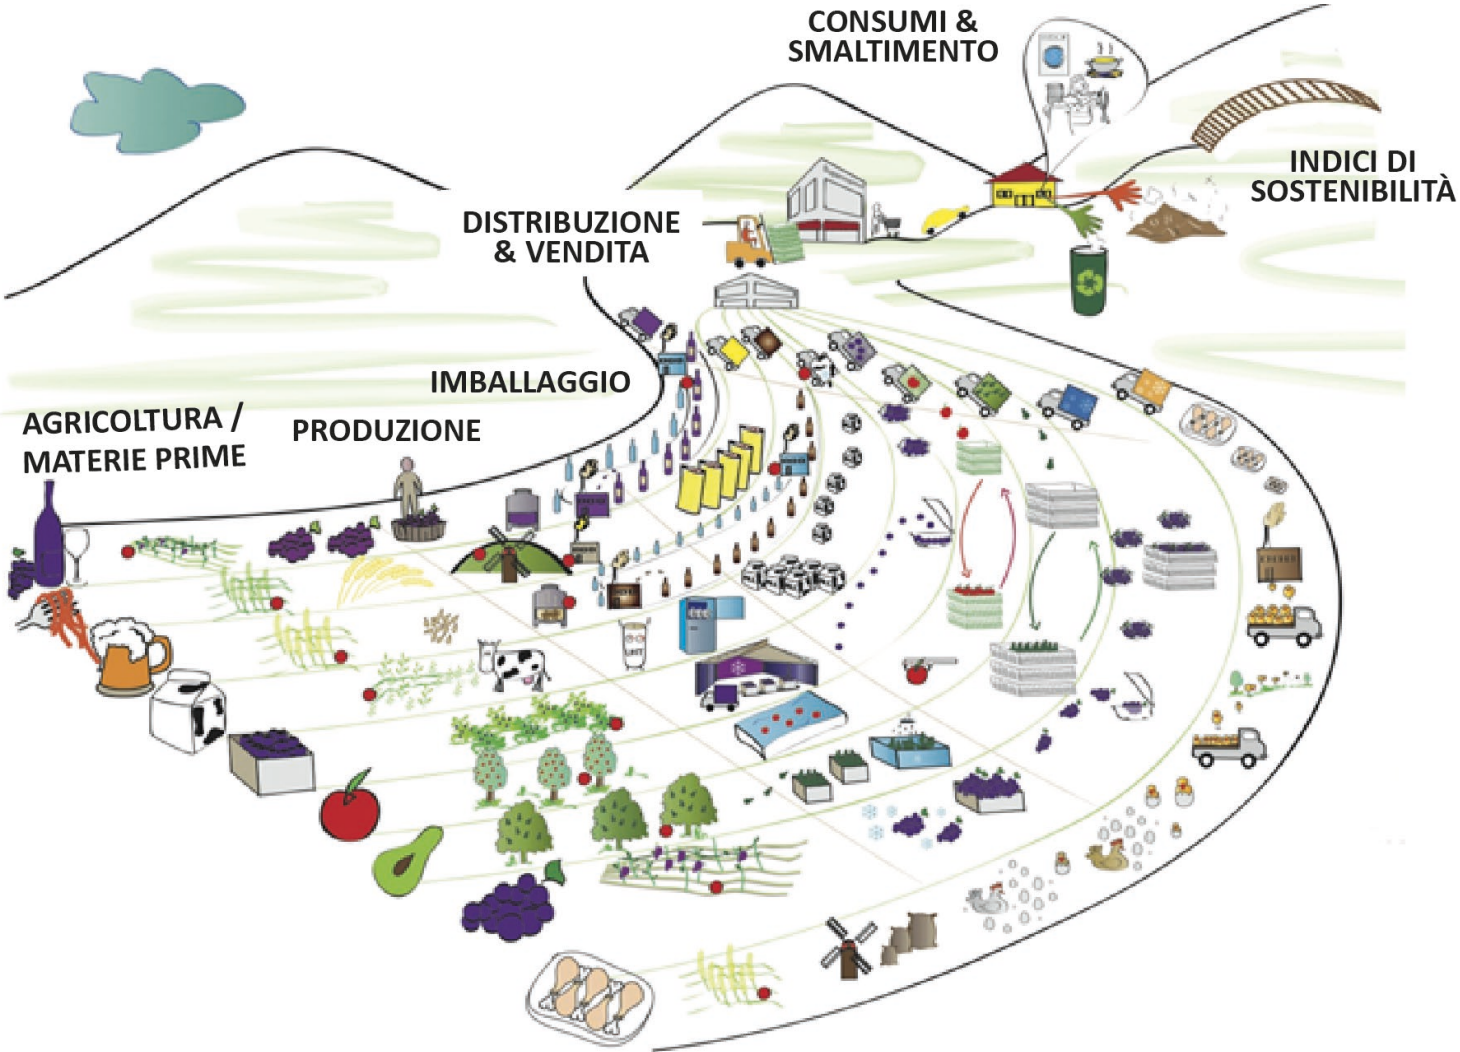 CONSUMI &
SMALTIMENTO
INDICI DI
SOSTENIBILITÀ
DISTRIBUZIONE
& VENDITA
IMBALLAGGIO
AGRICOLTURA /
MATERIE PRIME
PRODUZIONE